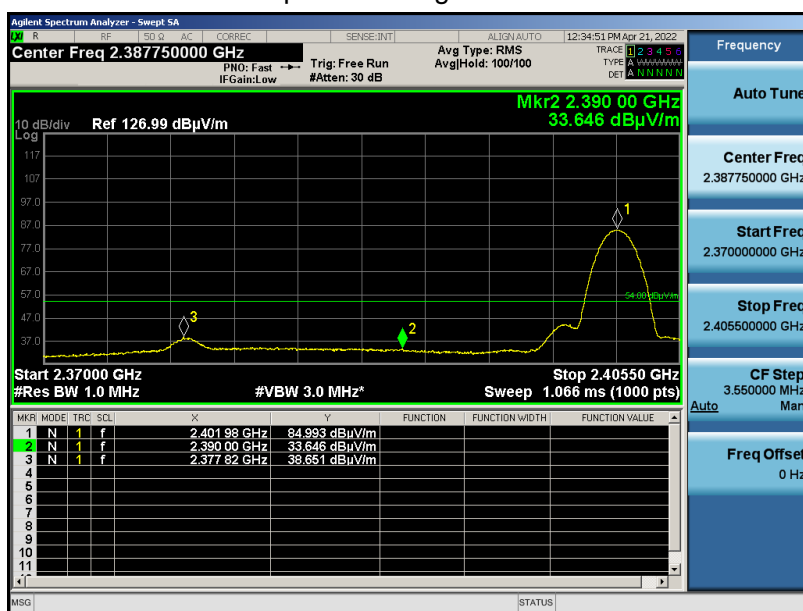 Agilent Spectrum Analyzer - Swept SA
LXI R RF 50 Ω AC CORREC SENSE:INT ALIGN AUTO 12:34:51 PM Apr 21, 2022
Center Freq 2.387750000 GHz
PNO: Fast
IFGain:Low
Trig: Free Run
#Atten: 30 dB
Avg Type: RMS
Avg|Hold: 100/100
TRACE 1 2 3 4 5 6
TYPE A WWWWW
DET A N N N N N
Mkr2 2.390 00 GHz
33.646 dBµV/m
10 dB/div Ref 126.99 dBµV/m
Log
117
107
97.0
87.0
77.0
67.0
57.0
47.0
37.0
1
2
3
54.00 dBµV/m
Start 2.37000 GHz Stop 2.40550 GHz
#Res BW 1.0 MHz #VBW 3.0 MHz* Sweep 1.066 ms (1000 pts)
MKR MODE TRC SCL X Y FUNCTION FUNCTION WIDTH FUNCTION VALUE
1 N 1 f 2.401 98 GHz 84.993 dBµV/m
2 N 1 f 2.390 00 GHz 33.646 dBµV/m
3 N 1 f 2.377 82 GHz 38.651 dBµV/m
4
5
6
7
8
9
10
11
MSG STATUS
Frequency
Auto Tune
Center Freq
2.387750000 GHz
Start Freq
2.370000000 GHz
Stop Freq
2.405500000 GHz
CF Step
3.550000 MHz
Auto Man
Freq Offset
0 Hz